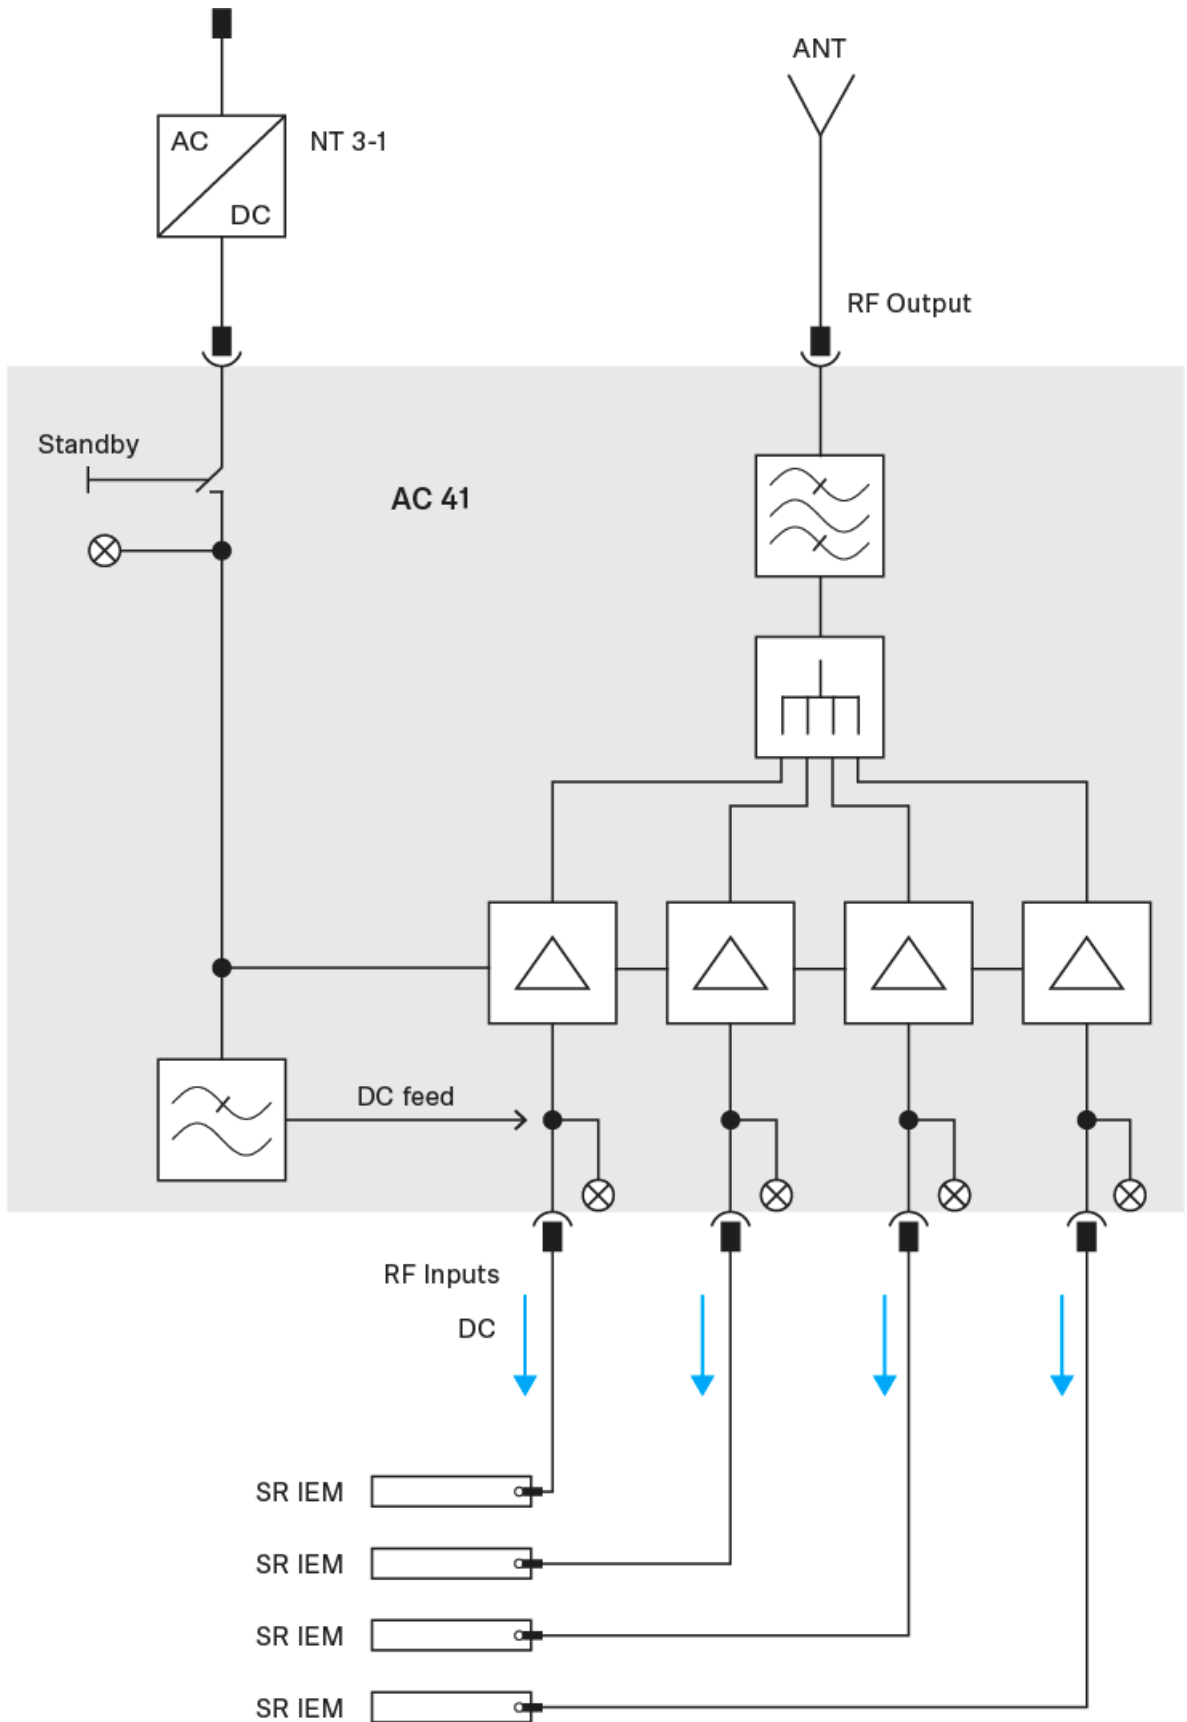 ANT
AC
NT 3-1
DC
RF Output
Standby
AC 41
DC feed
RF Inputs
DC
SR IEM
SR IEM
SR IEM
SR IEM